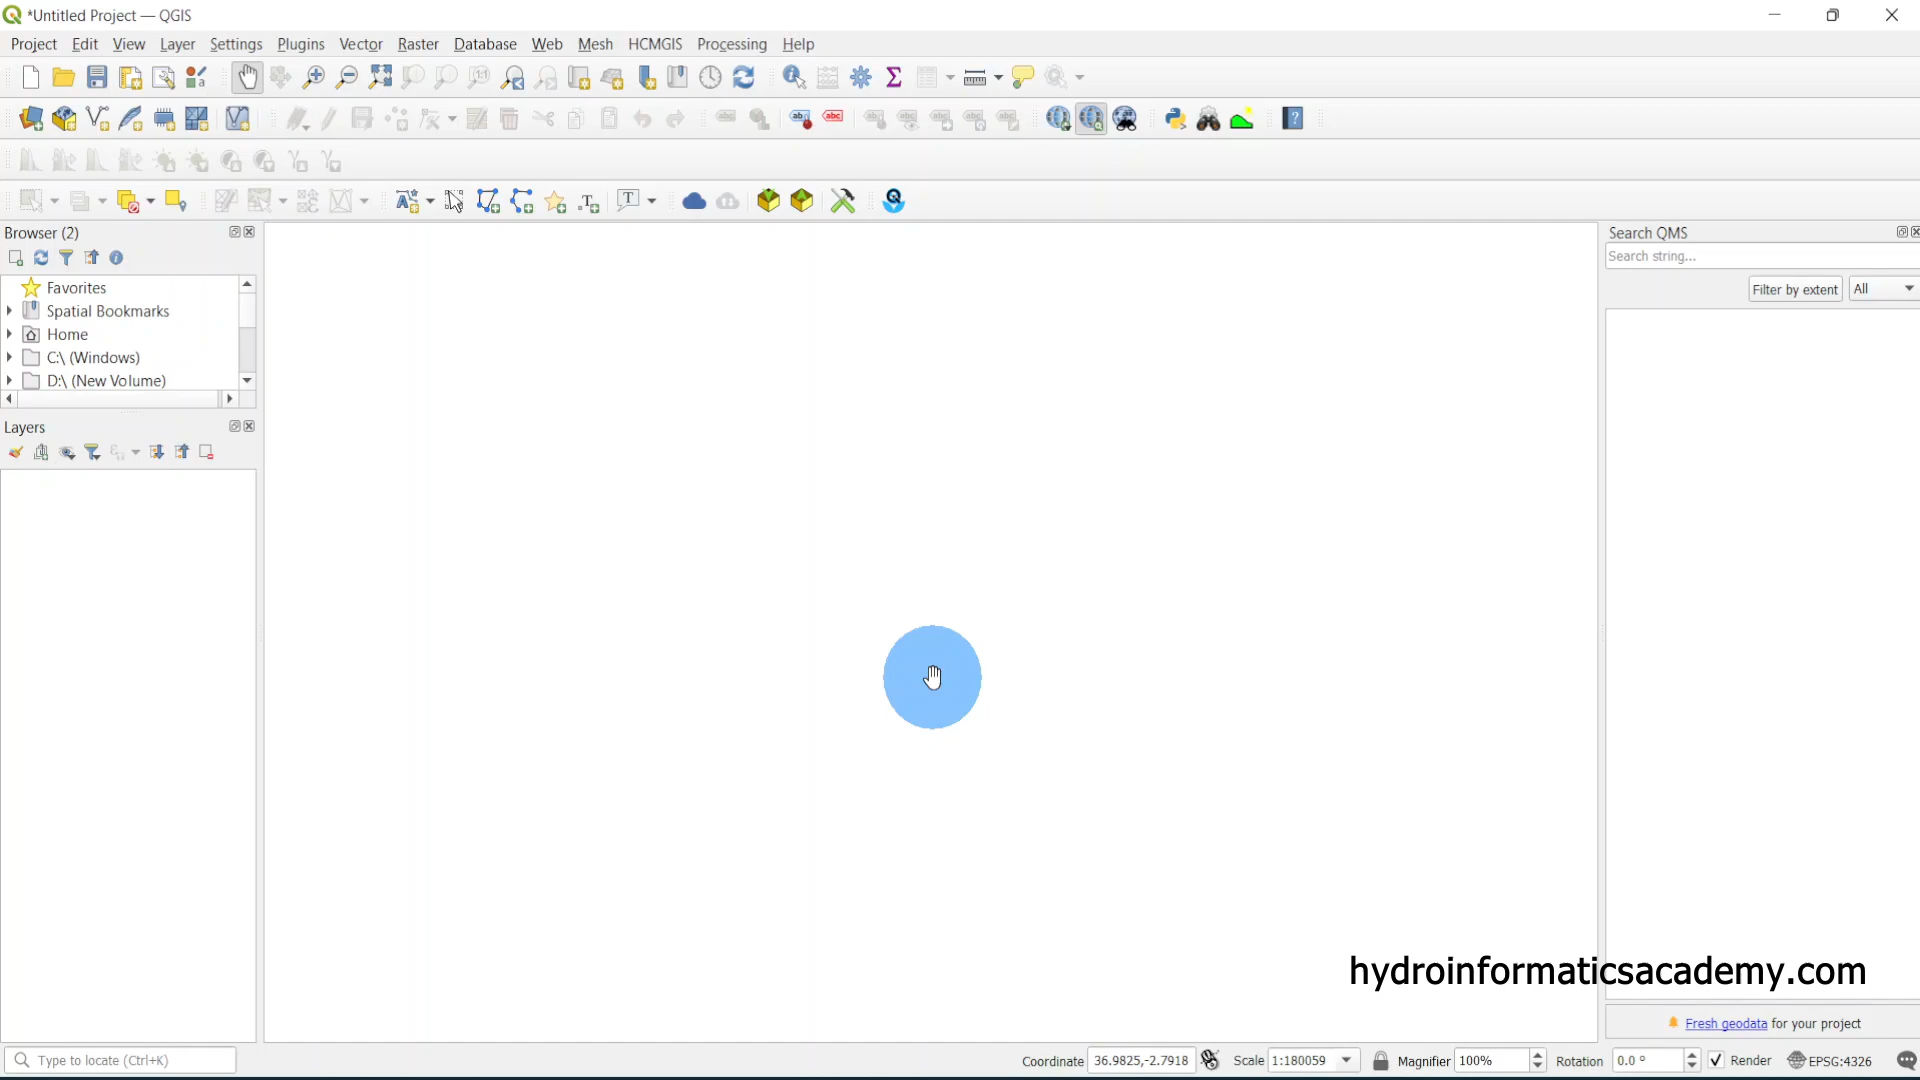 *Untitled Project — QGIS
Project Edit View Layer Settings Plugins Vector Raster Database Web Mesh HCMGIS Processing Help
Browser (2)
Favorites
Spatial Bookmarks
Home
C:\ (Windows)
D:\ (New Volume)
Layers
Search QMS
Search string...
Filter by extent All
hydroinformaticsacademy.com
Fresh geodata for your project
Type to locate (Ctrl+K)
Coordinate 36.9825,-2.7918 Scale 1:180059 Magnifier 100% Rotation 0.0 ° Render EPSG:4326